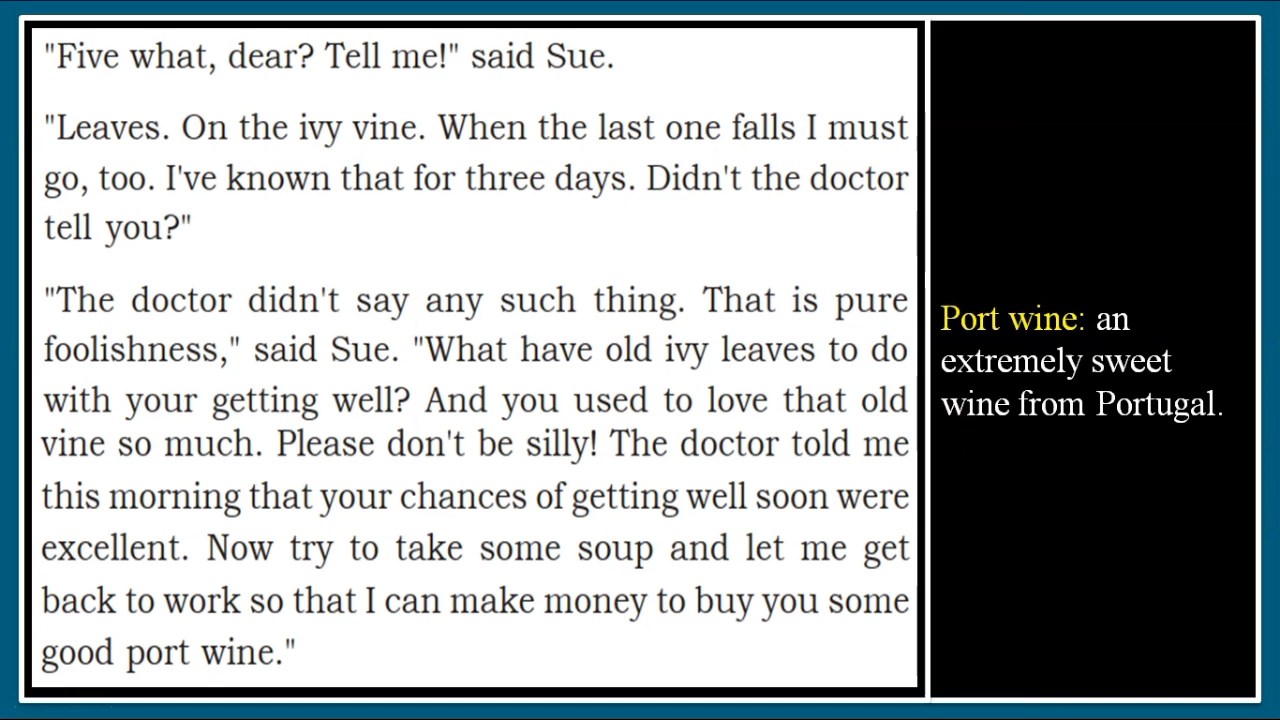 "Five what, dear? Tell me!" said Sue.
"Leaves. On the ivy vine. When the last one falls I must
go, too. I've known that for three days. Didn't the doctor
tell you?"
"The doctor didn't say any such thing. That is pure
foolishness," said Sue. "What have old ivy leaves to do
with your getting well? And you used to love that old
vine so much. Please don't be silly! The doctor told me
this morning that your chances of getting well soon were
excellent. Now try to take some soup and let me get
back to work so that I can make money to buy you some
good port wine."
Port wine: an
extremely sweet
wine from Portugal.